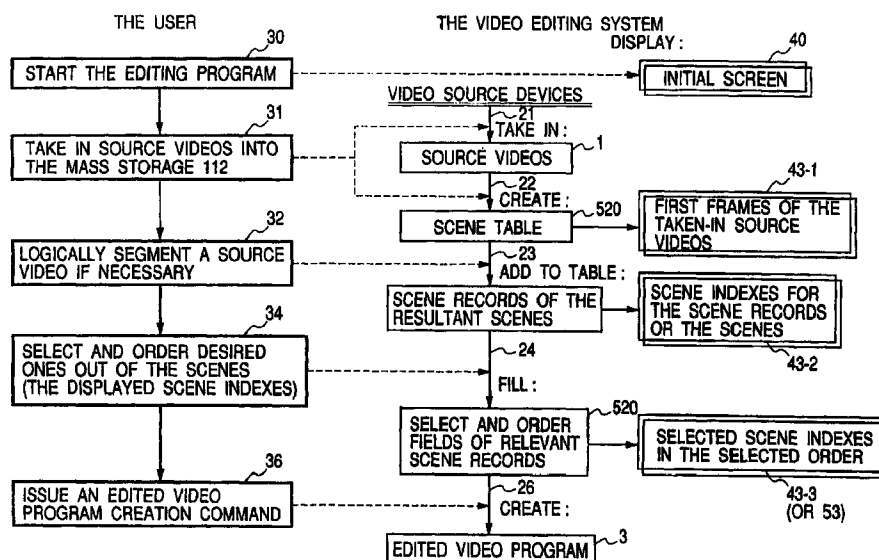 THE USER
THE VIDEO EDITING SYSTEM
DISPLAY :
30
START THE EDITING PROGRAM
40
INITIAL SCREEN
VIDEO SOURCE DEVICES
21
TAKE IN :
31
TAKE IN SOURCE VIDEOS INTO
THE MASS STORAGE 112
1
SOURCE VIDEOS
22
CREATE :
520
SCENE TABLE
43-1
FIRST FRAMES OF THE
TAKEN-IN SOURCE
VIDEOS
32
LOGICALLY SEGMENT A SOURCE
VIDEO IF NECESSARY
23
ADD TO TABLE :
SCENE RECORDS OF THE
RESULTANT SCENES
SCENE INDEXES FOR
THE SCENE RECORDS
OR THE SCENES
43-2
34
SELECT AND ORDER DESIRED
ONES OUT OF THE SCENES
(THE DISPLAYED SCENE INDEXES)
24
FILL :
520
SELECT AND ORDER
FIELDS OF RELEVANT
SCENE RECORDS
SELECTED SCENE INDEXES
IN THE SELECTED ORDER
43-3
(OR 53)
36
ISSUE AN EDITED VIDEO
PROGRAM CREATION COMMAND
26
CREATE :
3
EDITED VIDEO PROGRAM